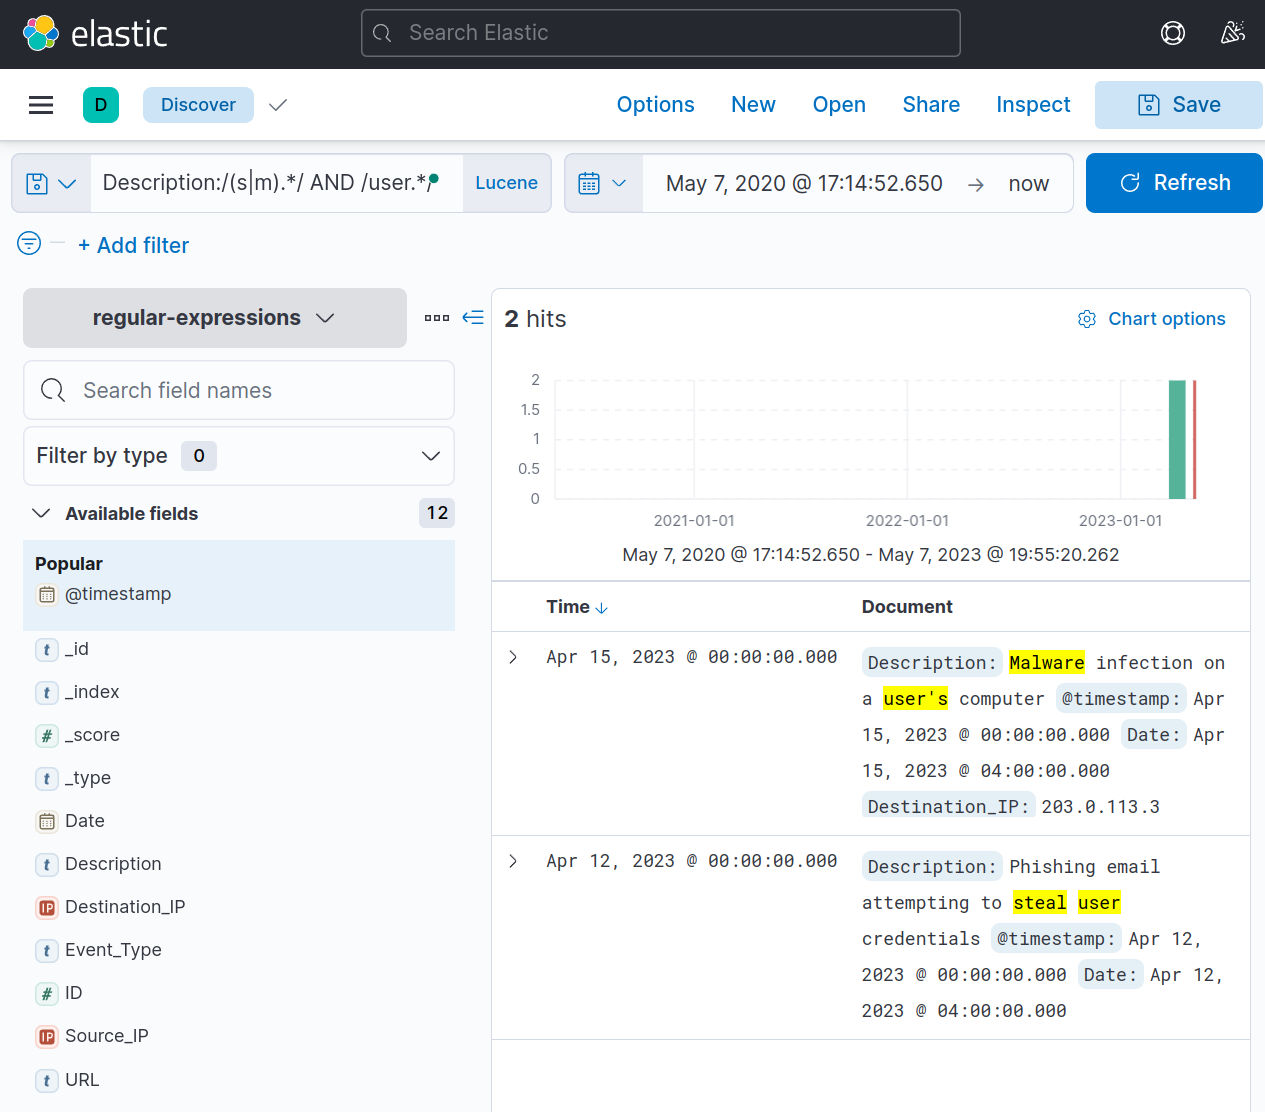 elastic
Search Elastic
D
Discover
Options
New
Open
Share
Inspect
Save
Description:/(s|m).*/ AND /user.*/
Lucene
May 7, 2020 @ 17:14:52.650
→
now
Refresh
+ Add filter
regular-expressions
Search field names
Filter by type 0
Available fields 12
Popular
@timestamp
t _id
t _index
# _score
t _type
Date
t Description
IP Destination_IP
t Event_Type
# ID
IP Source_IP
t URL
2 hits
Chart options
2
1.5
1
0.5
0
2021-01-01
2022-01-01
2023-01-01
May 7, 2020 @ 17:14:52.650 - May 7, 2023 @ 19:55:20.262
Time ↓
Document
Apr 15, 2023 @ 00:00:00.000
Description: Malware infection on
a user's computer @timestamp: Apr
15, 2023 @ 00:00:00.000 Date: Apr
15, 2023 @ 04:00:00.000
Destination_IP: 203.0.113.3
Apr 12, 2023 @ 00:00:00.000
Description: Phishing email
attempting to steal user
credentials @timestamp: Apr 12,
2023 @ 00:00:00.000 Date: Apr 12,
2023 @ 04:00:00.000